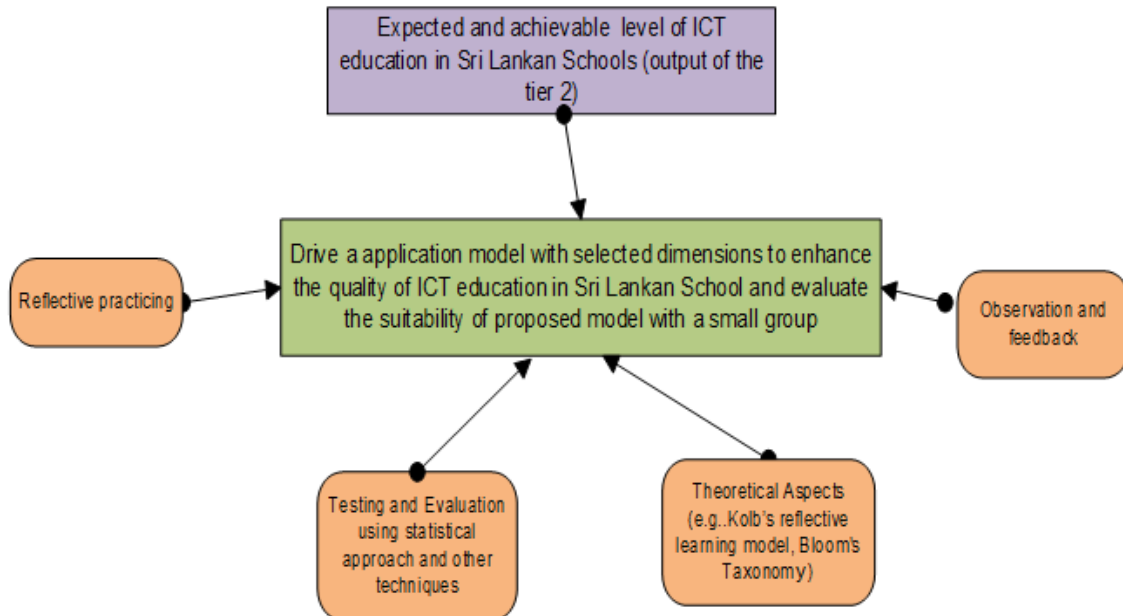 Expected and achievable level of ICT
education in Sri Lankan Schools (output of the
tier 2)
Drive a application model with selected dimensions to enhance
the quality of ICT education in Sri Lankan School and evaluate
the suitability of proposed model with a small group
Reflective practicing
Observation and
feedback
Testing and Evaluation
using statistical
approach and other
techniques
Theoretical Aspects
(e.g..Kolb's reflective
learning model, Bloom's
Taxonomy)